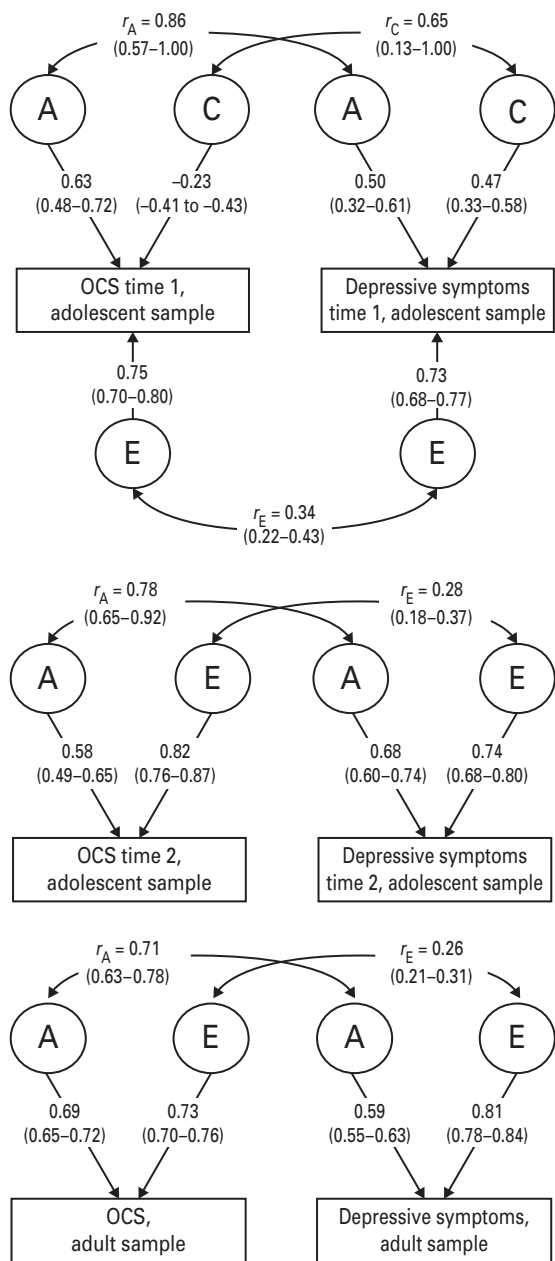 rA = 0.86
(0.57–1.00)
rC = 0.65
(0.13–1.00)
A
C
A
C
0.63
(0.48–0.72)
–0.23
(–0.41 to –0.43)
0.50
(0.32–0.61)
0.47
(0.33–0.58)
OCS time 1,
adolescent sample
Depressive symptoms
time 1, adolescent sample
0.75
(0.70–0.80)
0.73
(0.68–0.77)
E
E
rE = 0.34
(0.22–0.43)
rA = 0.78
(0.65–0.92)
rE = 0.28
(0.18–0.37)
A
E
A
E
0.58
(0.49–0.65)
0.82
(0.76–0.87)
0.68
(0.60–0.74)
0.74
(0.68–0.80)
OCS time 2,
adolescent sample
Depressive symptoms
time 2, adolescent sample
rA = 0.71
(0.63–0.78)
rE = 0.26
(0.21–0.31)
A
E
A
E
0.69
(0.65–0.72)
0.73
(0.70–0.76)
0.59
(0.55–0.63)
0.81
(0.78–0.84)
OCS,
adult sample
Depressive symptoms,
adult sample